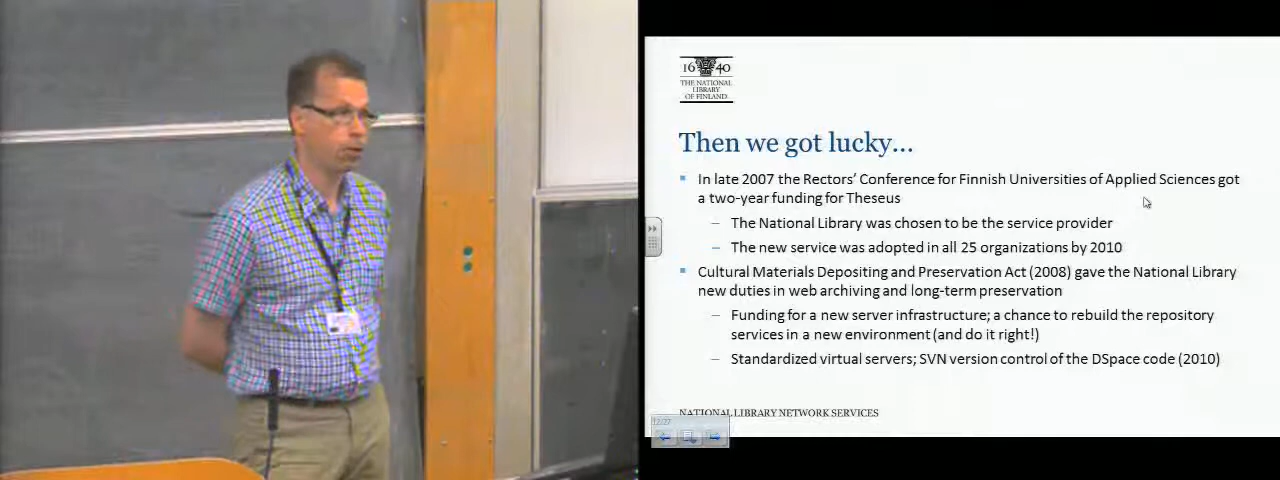 16 40
THE NATIONAL
LIBRARY
OF FINLAND
Then we got lucky...
In late 2007 the Rectors' Conference for Finnish Universities of Applied Sciences got
a two-year funding for Theseus
– The National Library was chosen to be the service provider
– The new service was adopted in all 25 organizations by 2010
Cultural Materials Depositing and Preservation Act (2008) gave the National Library
new duties in web archiving and long-term preservation
– Funding for a new server infrastructure; a chance to rebuild the repository
services in a new environment (and do it right!)
– Standardized virtual servers; SVN version control of the DSpace code (2010)
NATIONAL LIBRARY NETWORK SERVICES
12/27